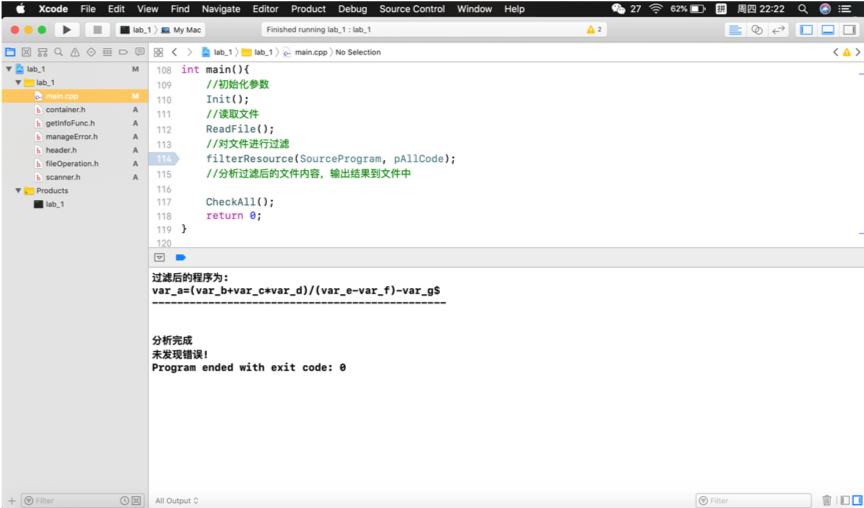 Xcode File Edit View Find Navigate Editor Product Debug Source Control Window Help 27 62% 拼 周四 22:22
lab_1 My Mac Finished running lab_1 : lab_1 2
lab_1 lab_1 main.cpp No Selection
lab_1 M
lab_1
main.cpp M
container.h A
getInfoFunc.h A
manageError.h A
header.h A
fileOperation.h A
scanner.h A
Products
lab_1
108 int main(){
109 //初始化参数
110 Init();
111 //读取文件
112 ReadFile();
113 //对文件进行过滤
114 filterResource(SourceProgram, pAllCode);
115 //分析过滤后的文件内容，输出结果到文件中
116
117 CheckAll();
118 return 0;
119 }
120
过滤后的程序为:
var_a=(var_b+var_c*var_d)/(var_e-var_f)-var_g$
-----------------------------------------------
分析完成
未发现错误!
Program ended with exit code: 0
Filter All Output Filter